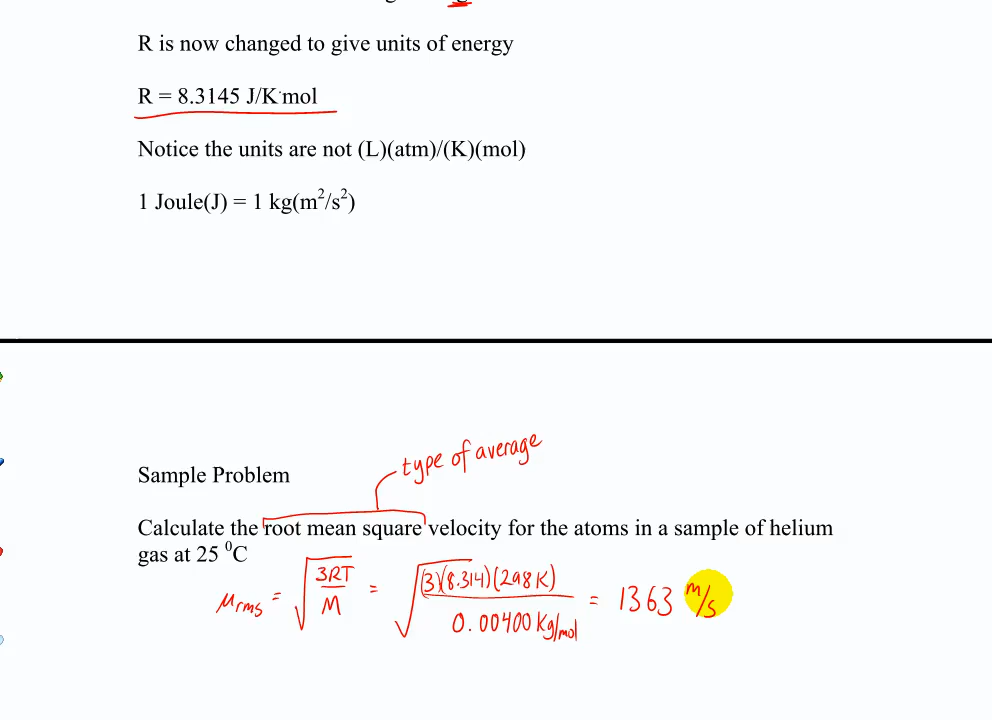 R is now changed to give units of energy
R = 8.3145 J/K·mol
Notice the units are not (L)(atm)/(K)(mol)
1 Joule(J) = 1 kg(m²/s²)
type of average
Sample Problem
Calculate the root mean square velocity for the atoms in a sample of helium
gas at 25 ⁰C
μrms = √(3RT/M) = √((3)(8.314)(298 K)/0.00400 Kg/mol) = 1363 m/s